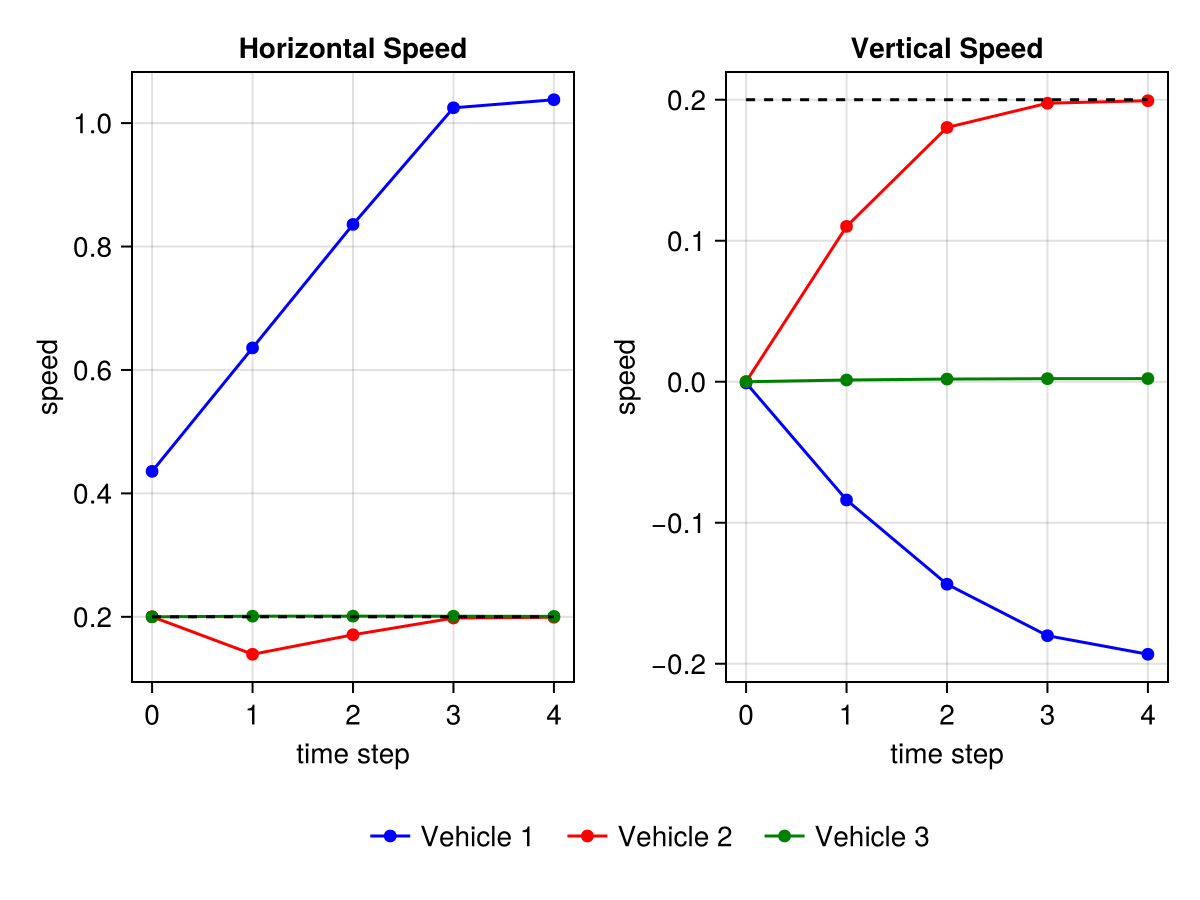 Horizontal Speed
speed
1.0
0.8
0.6
0.4
0.2
0 1 2 3 4
time step
Vertical Speed
speed
0.2
0.1
0.0
−0.1
−0.2
0 1 2 3 4
time step
Vehicle 1 Vehicle 2 Vehicle 3